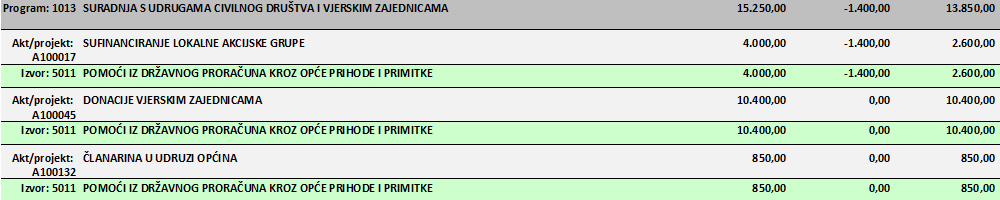 Program: 1013 SURADNJA S UDRUGAMA CIVILNOG DRUŠTVA I VJERSKIM ZAJEDNICAMA 15.250,00 -1.400,00 13.850,00
Akt/projekt: SUFINANCIRANJE LOKALNE AKCIJSKE GRUPE 4.000,00 -1.400,00 2.600,00
A100017
Izvor: 5011 POMOĆI IZ DRŽAVNOG PRORAČUNA KROZ OPĆE PRIHODE I PRIMITKE 4.000,00 -1.400,00 2.600,00
Akt/projekt: DONACIJE VJERSKIM ZAJEDNICAMA 10.400,00 0,00 10.400,00
A100045
Izvor: 5011 POMOĆI IZ DRŽAVNOG PRORAČUNA KROZ OPĆE PRIHODE I PRIMITKE 10.400,00 0,00 10.400,00
Akt/projekt: ČLANARINA U UDRUZI OPĆINA 850,00 0,00 850,00
A100132
Izvor: 5011 POMOĆI IZ DRŽAVNOG PRORAČUNA KROZ OPĆE PRIHODE I PRIMITKE 850,00 0,00 850,00